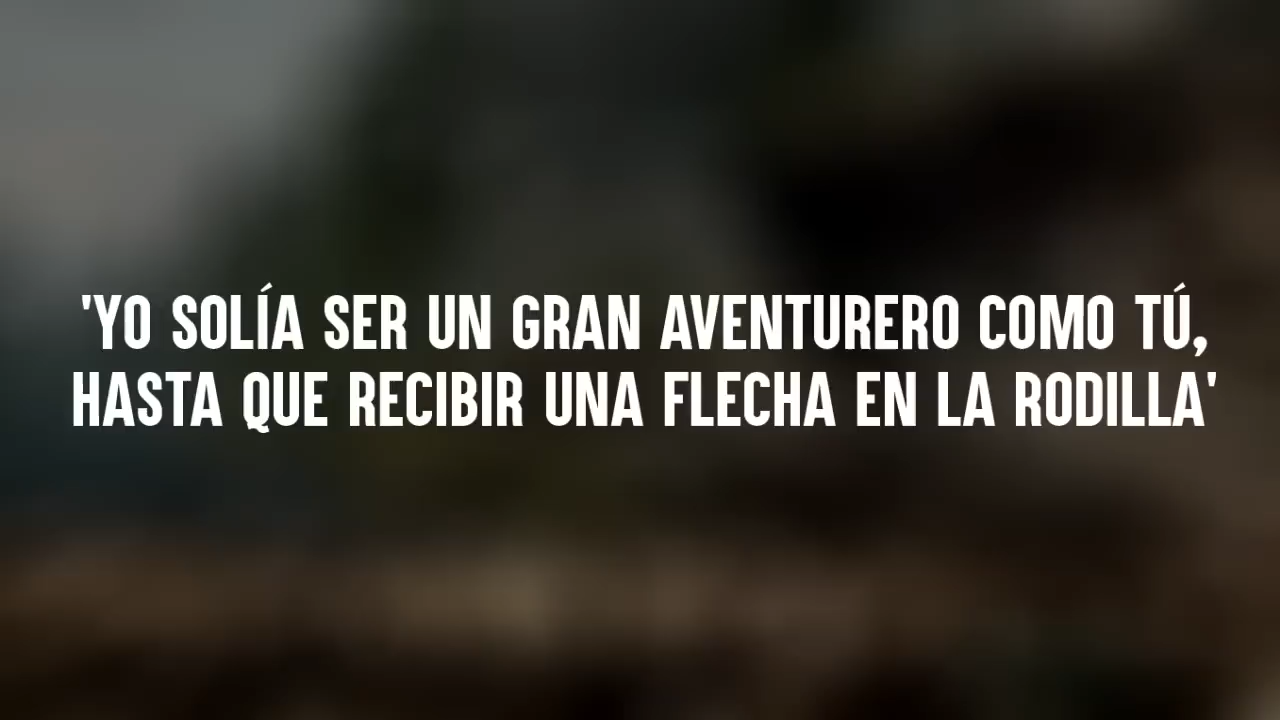 'YO SOLÍA SER UN GRAN AVENTURERO COMO TÚ,
HASTA QUE RECIBIR UNA FLECHA EN LA RODILLA'